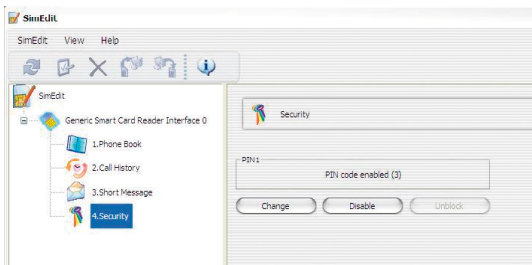 SimEdit
SimEdit View Help
SimEdit
Generic Smart Card Reader Interface 0
1.Phone Book
2.Call History
3.Short Message
4.Security
Security
PIN1
PIN code enabled (3)
Change Disable Unblock